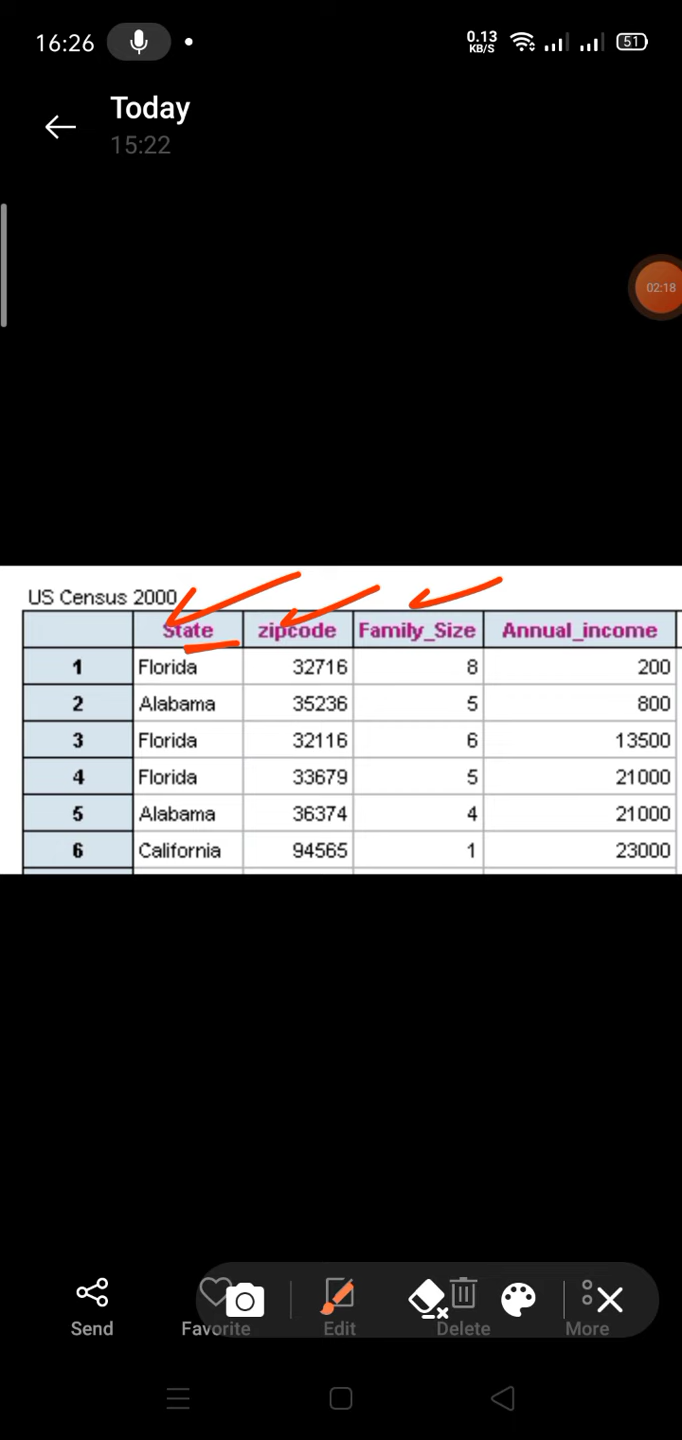 16:26 0.13 KB/S 51
Today
15:22
02:18
US Census 2000
State zipcode Family_Size Annual_income
1 Florida 32716 8 200
2 Alabama 35236 5 800
3 Florida 32116 6 13500
4 Florida 33679 5 21000
5 Alabama 36374 4 21000
6 California 94565 1 23000
Send Favorite Edit Delete More